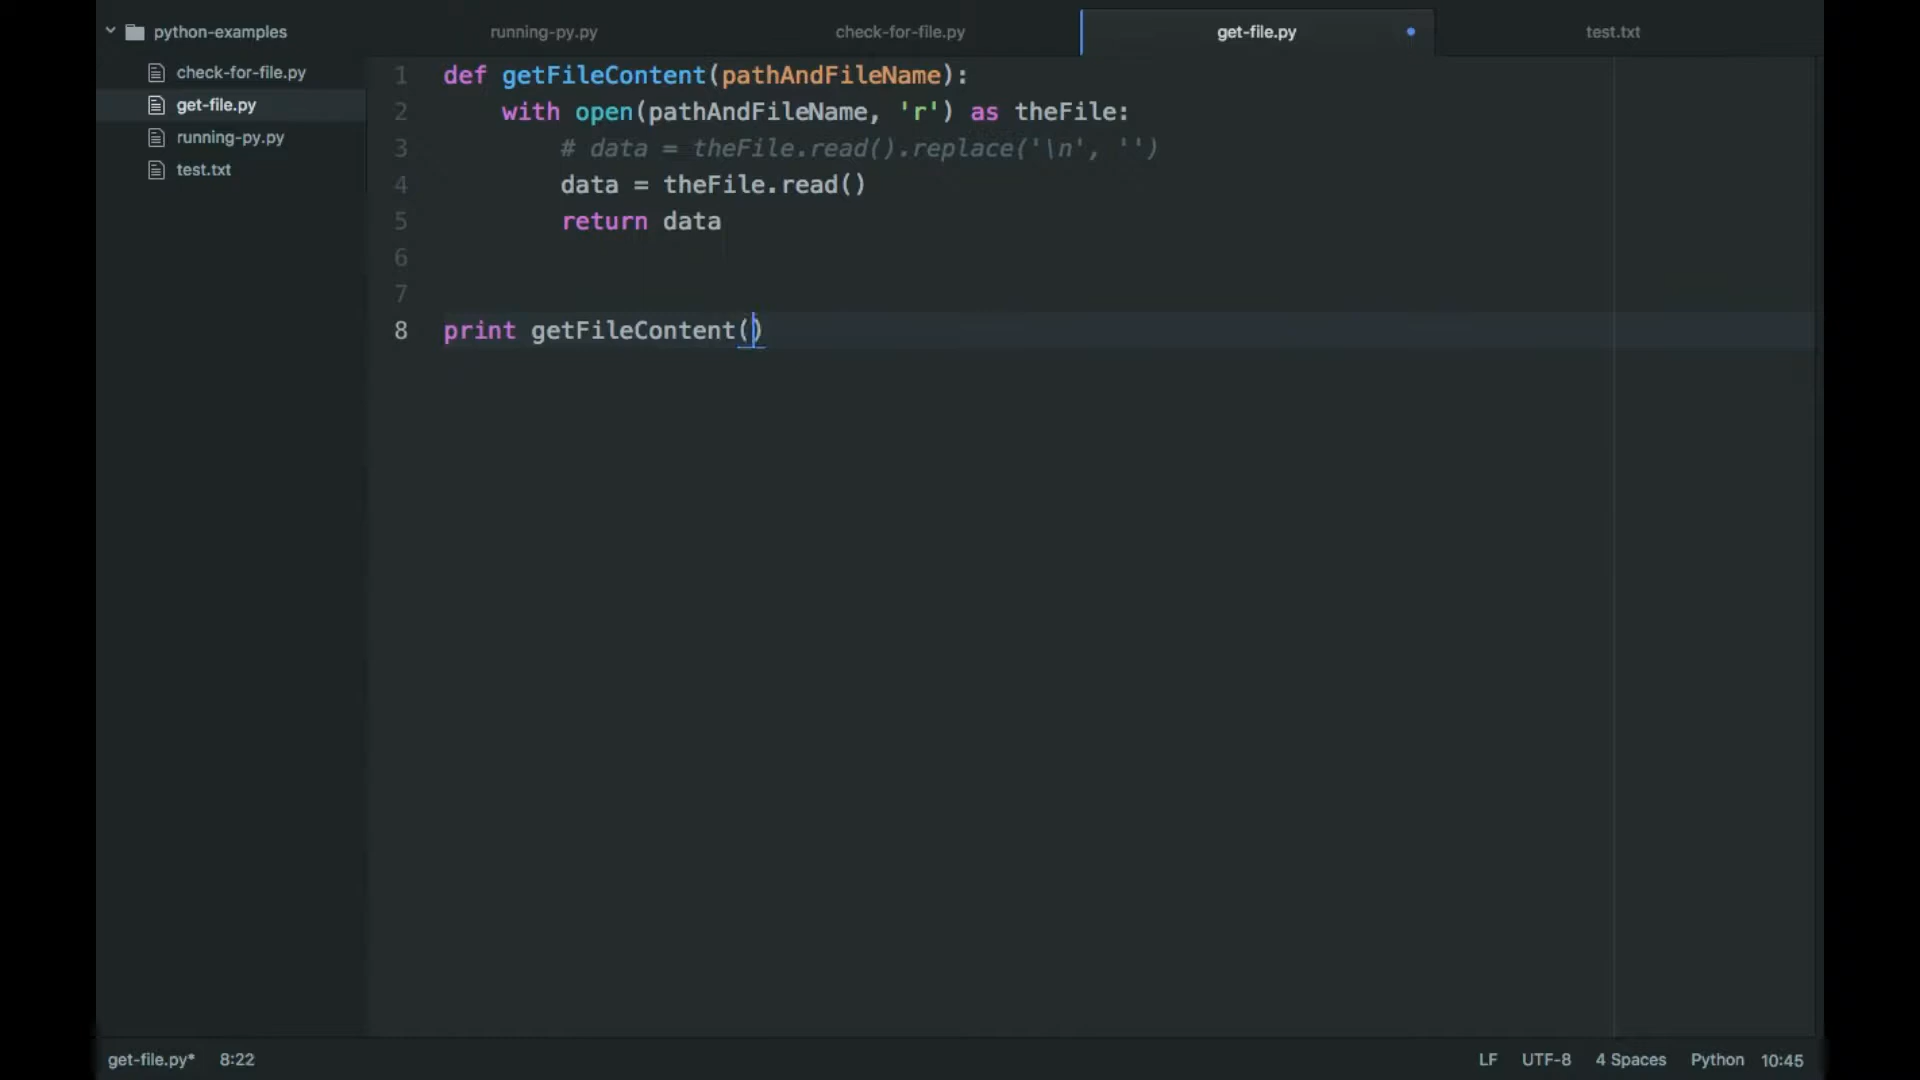 python-examples
running-py.py
check-for-file.py
get-file.py
test.txt
check-for-file.py
get-file.py
running-py.py
test.txt
1 def getFileContent(pathAndFileName):
2     with open(pathAndFileName, 'r') as theFile:
3         # data = theFile.read().replace('\n', '')
4         data = theFile.read()
5         return data
6
7
8 print getFileContent()
get-file.py* 8:22
LF UTF-8 4 Spaces Python 10:45